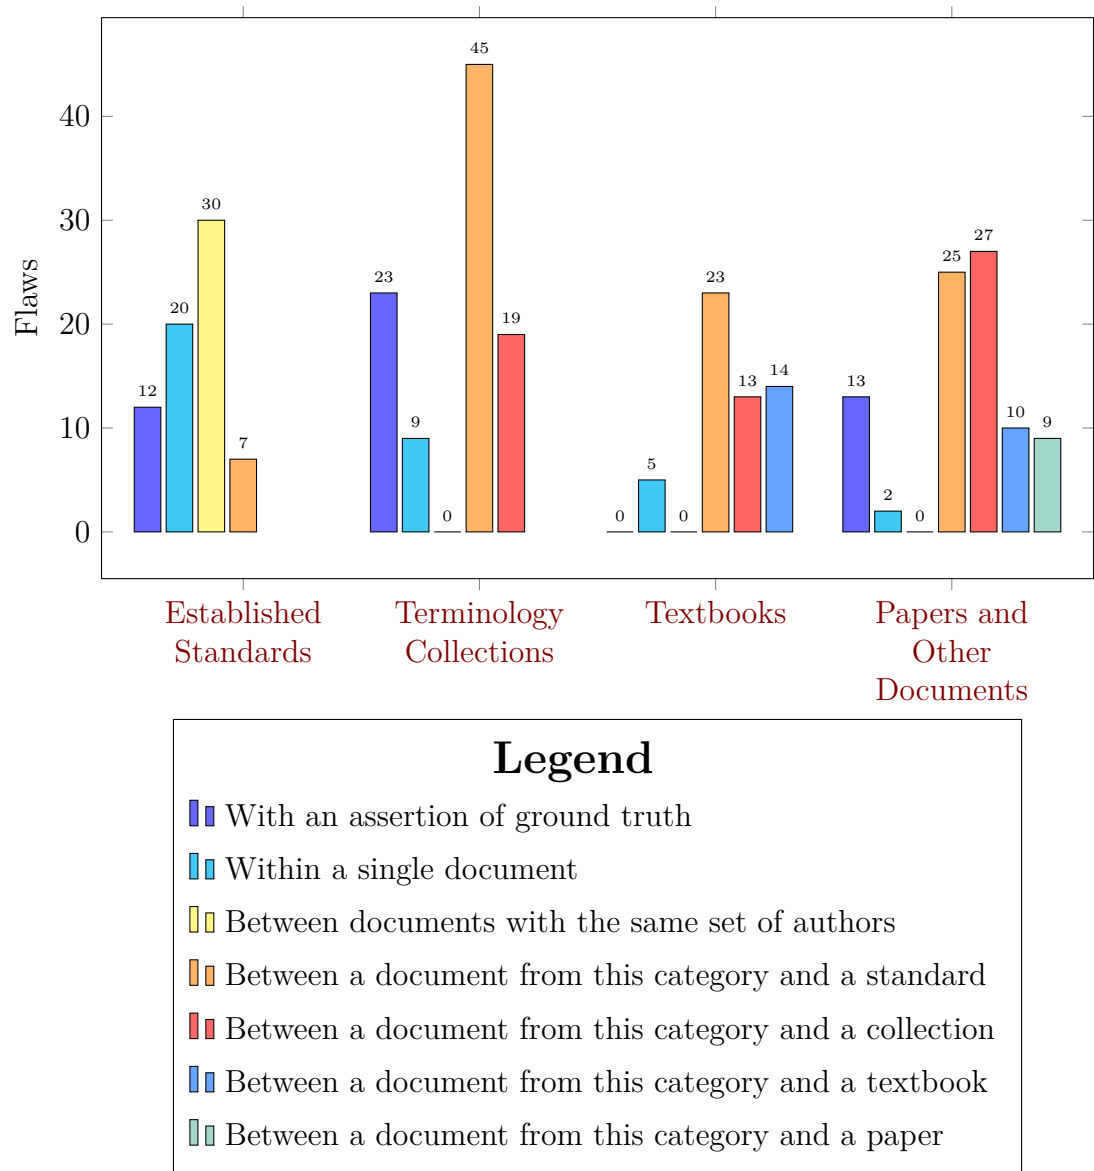 Flaws
40
30
20
10
0
12
20
30
7
23
9
0
45
19
0
5
0
23
13
14
13
2
0
25
27
10
9
Established
Standards
Terminology
Collections
Textbooks
Papers and
Other
Documents
Legend
With an assertion of ground truth
Within a single document
Between documents with the same set of authors
Between a document from this category and a standard
Between a document from this category and a collection
Between a document from this category and a textbook
Between a document from this category and a paper